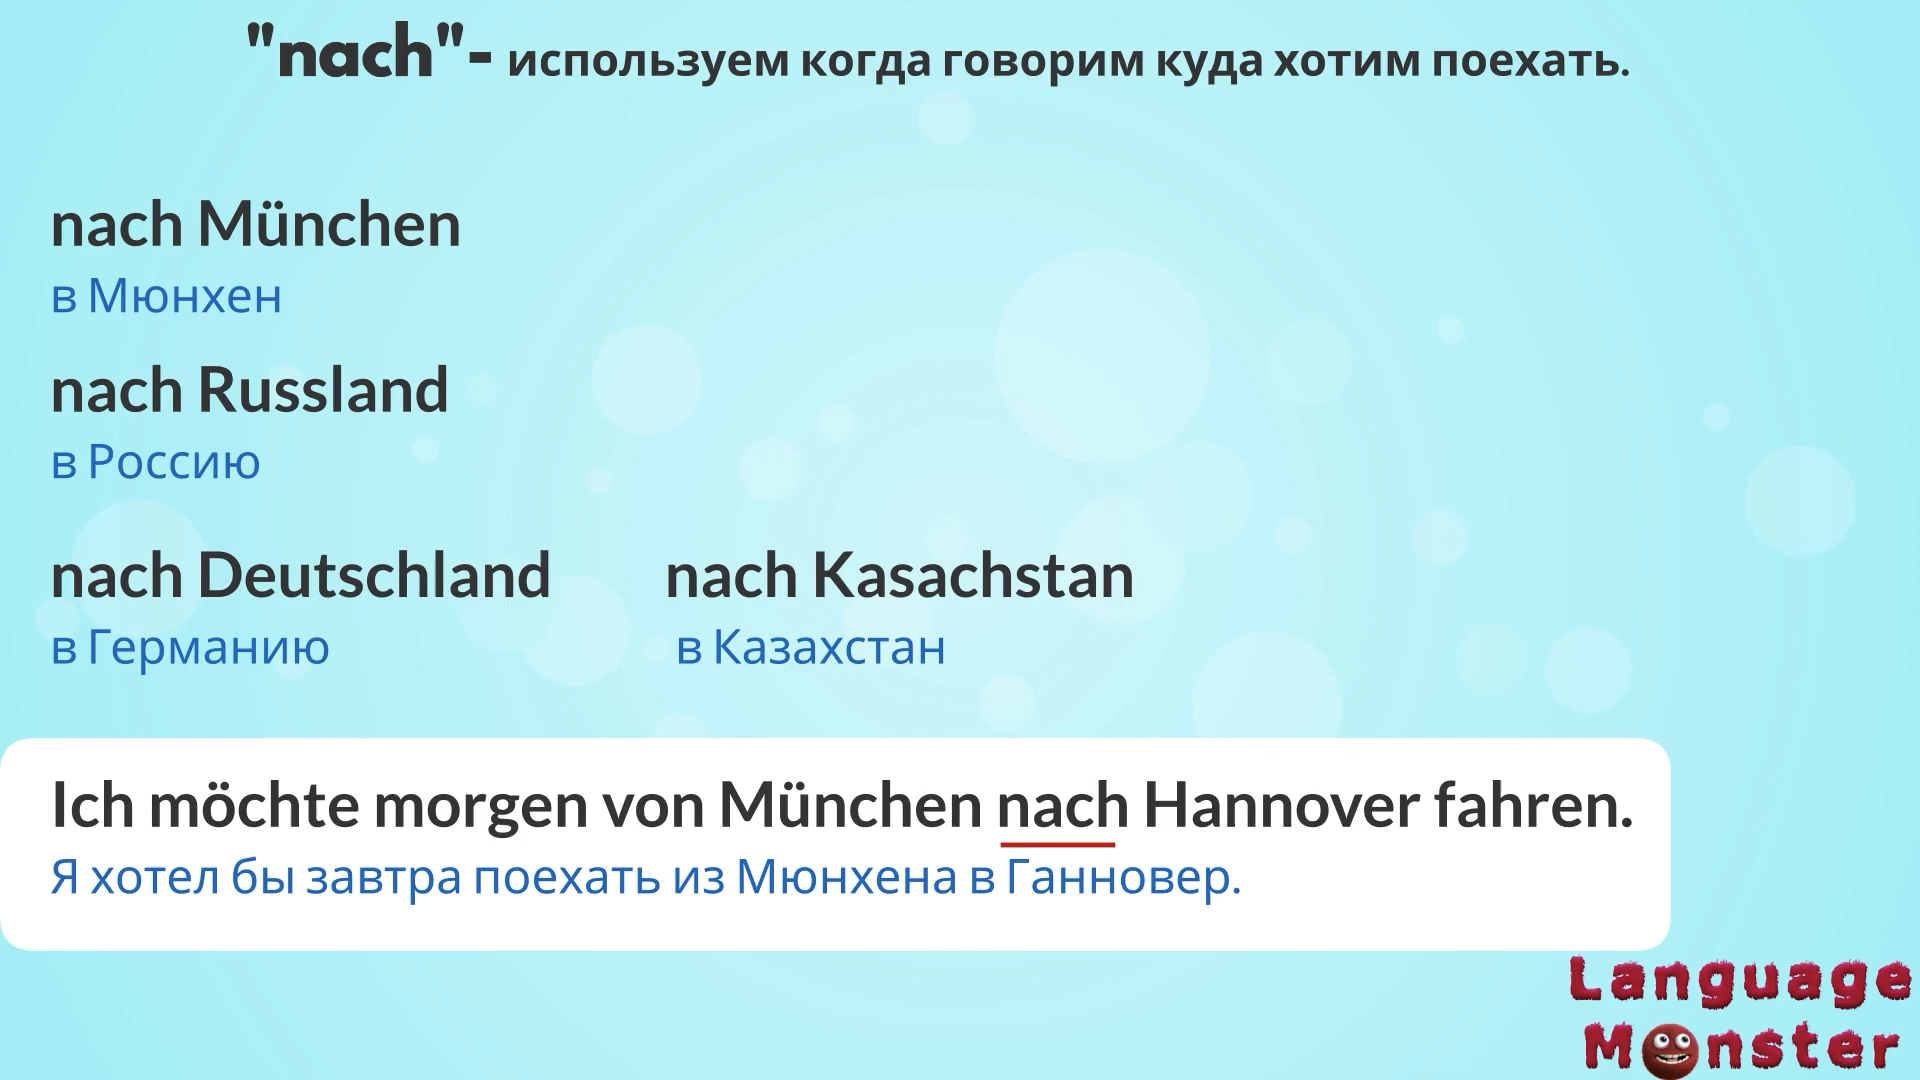 "nach"- используем когда говорим куда хотим поехать.
nach München
в Мюнхен
nach Russland
в Россию
nach Deutschland
в Германию
nach Kasachstan
в Казахстан
Ich möchte morgen von München nach Hannover fahren.
Я хотел бы завтра поехать из Мюнхена в Ганновер.
Language
Monster